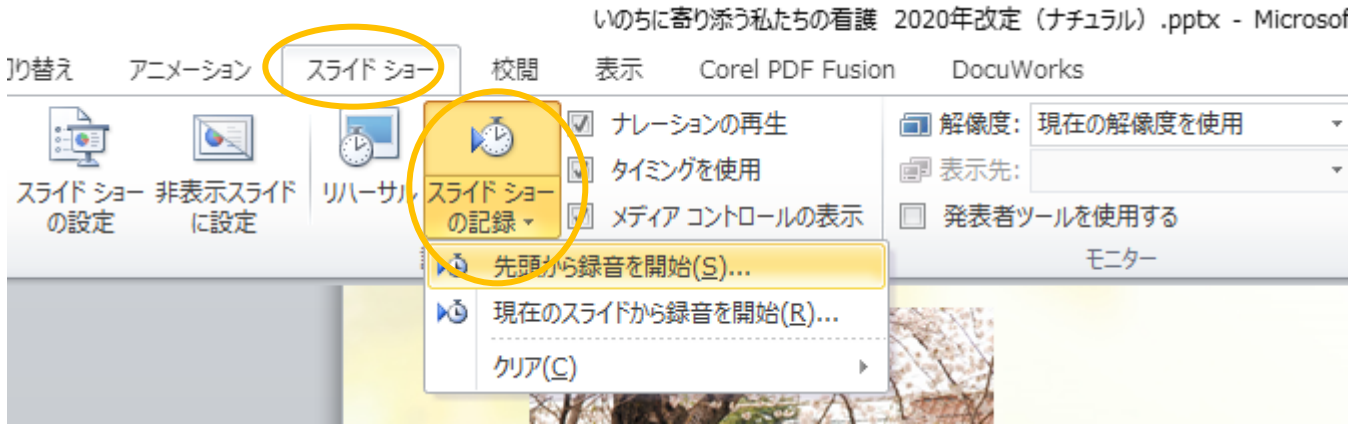 いのちに寄り添う私たちの看護 2020年改定（ナチュラル）.pptx - Microsoft
り替え アニメーション スライド ショー 校閲 表示 Corel PDF Fusion DocuWorks
スライド ショー
の設定
非表示スライド
に設定
リハーサル
スライド ショー
の記録
ナレーションの再生
タイミングを使用
メディア コントロールの表示
解像度: 現在の解像度を使用
表示先:
発表者ツールを使用する
モニター
先頭から録音を開始(S)...
現在のスライドから録音を開始(R)...
クリア(C)